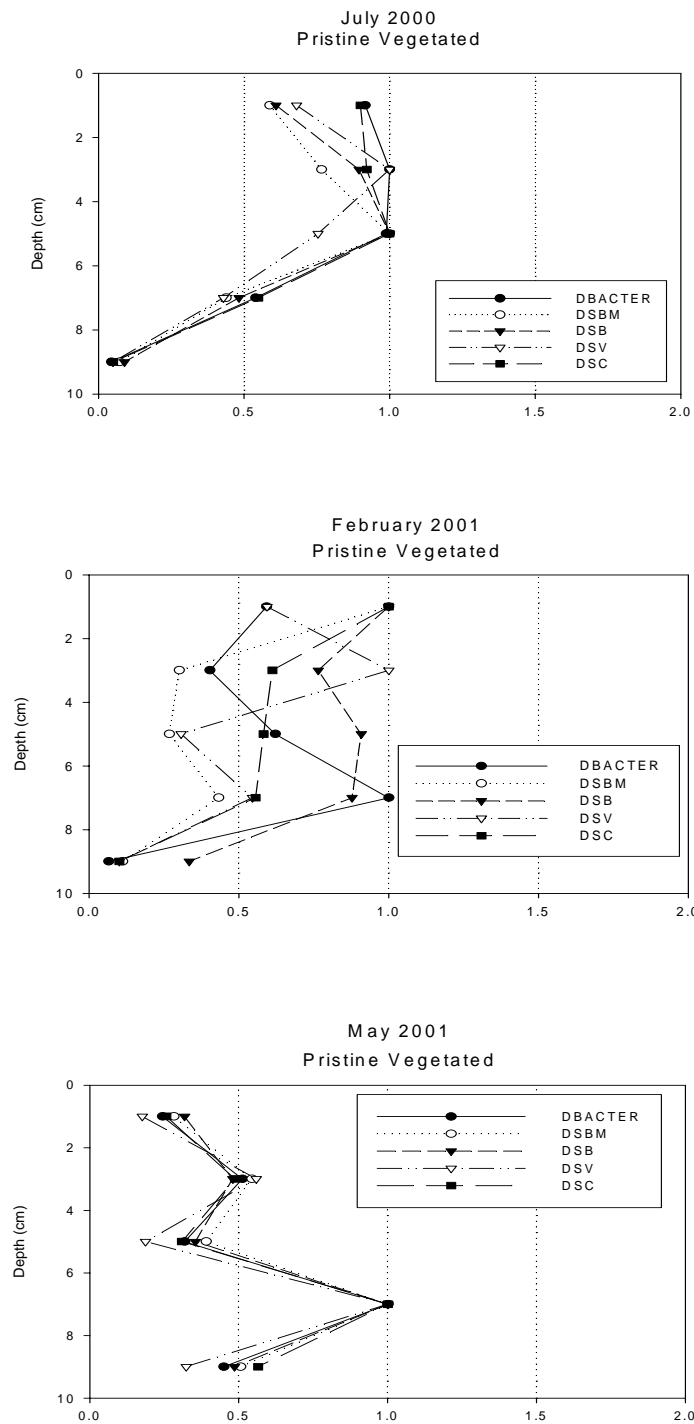 July 2000
Pristine Vegetated
0
2
4
6
8
10
Depth (cm)
DBACTER
DSBM
DSB
DSV
DSC
0.0
0.5
1.0
1.5
2.0
February 2001
Pristine Vegetated
0
2
4
6
8
10
Depth (cm)
DBACTER
DSBM
DSB
DSV
DSC
0.0
0.5
1.0
1.5
2.0
May 2001
Pristine Vegetated
0
2
4
6
8
10
Depth (cm)
DBACTER
DSBM
DSB
DSV
DSC
0.0
0.5
1.0
1.5
2.0